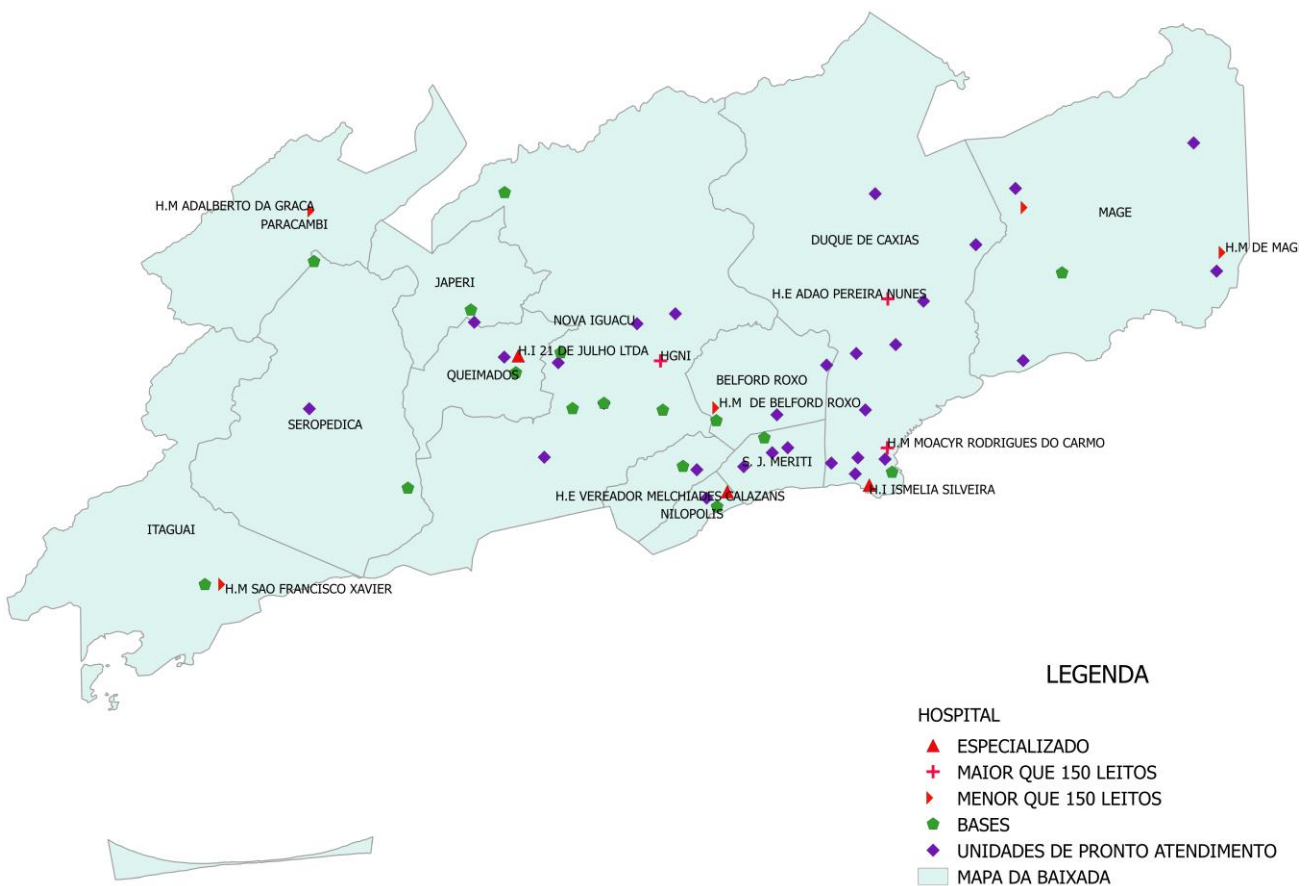 H.M ADALBERTO DA GRACA
PARACAMBI
MAGE
DUQUE DE CAXIAS
H.M DE MAGE
JAPERI
H.E ADAO PEREIRA NUNES
NOVA IGUACU
H.I 21 DE JULHO LTDA
HGNI
QUEIMADOS
BELFORD ROXO
H.M DE BELFORD ROXO
SEROPEDICA
H.M MOACYR RODRIGUES DO CARMO
S. J. MERITI
H.I ISMELIA SILVEIRA
H.E VEREADOR MELCHIADES CALAZANS
NILOPOLIS
ITAGUAI
H.M SAO FRANCISCO XAVIER
LEGENDA
HOSPITAL
ESPECIALIZADO
MAIOR QUE 150 LEITOS
MENOR QUE 150 LEITOS
BASES
UNIDADES DE PRONTO ATENDIMENTO
MAPA DA BAIXADA